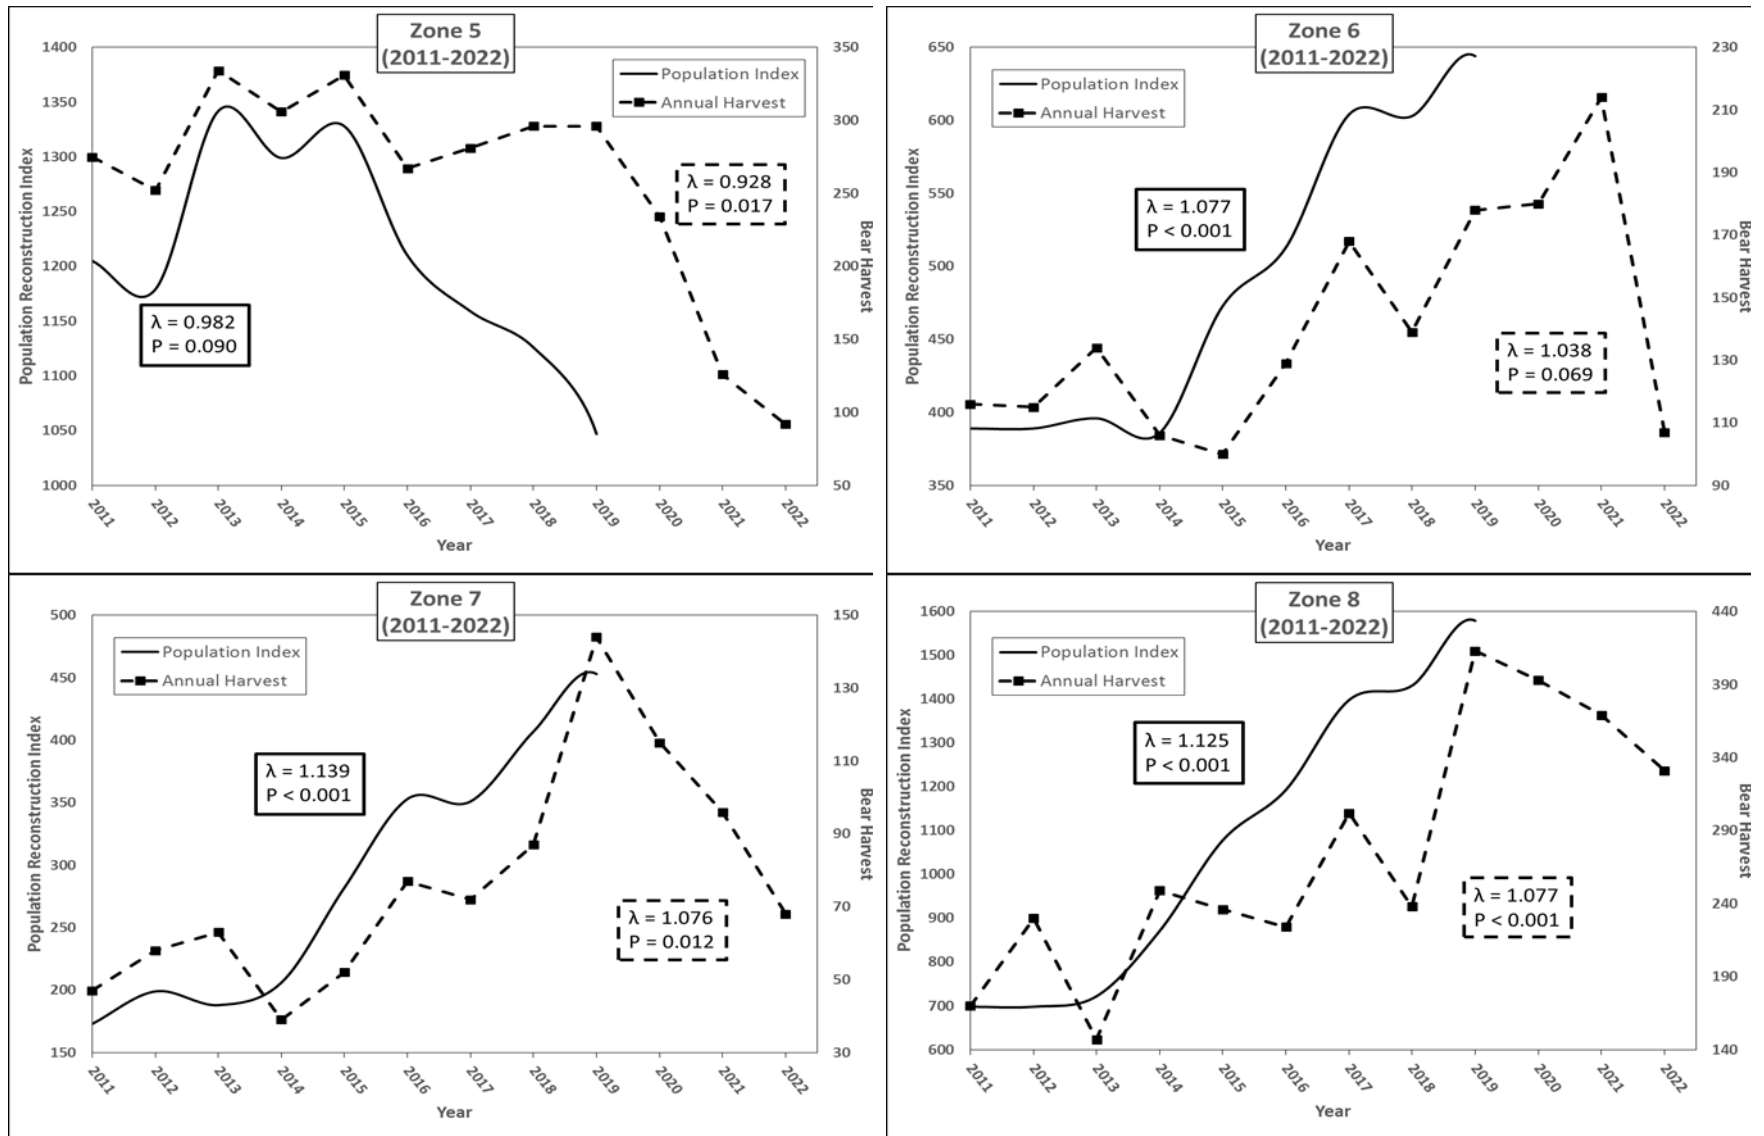 Zone 5
(2011-2022)
Population Index
Annual Harvest
Population Reconstruction Index
1400
1350
1300
1250
1200
1150
1100
1050
1000
350
300
250
200
150
100
50
Bear Harvest
λ = 0.928
P = 0.017
λ = 0.982
P = 0.090
2011
2012
2013
2014
2015
2016
2017
2018
2019
2020
2021
2022
Year
Zone 6
(2011-2022)
Population Index
Annual Harvest
Population Reconstruction Index
650
600
550
500
450
400
350
230
210
190
170
150
130
110
90
Bear Harvest
λ = 1.077
P < 0.001
λ = 1.038
P = 0.069
2011
2012
2013
2014
2015
2016
2017
2018
2019
2020
2021
2022
Year
Zone 7
(2011-2022)
Population Index
Annual Harvest
Population Reconstruction Index
500
450
400
350
300
250
200
150
150
130
110
90
70
50
30
Bear Harvest
λ = 1.139
P < 0.001
λ = 1.076
P = 0.012
2011
2012
2013
2014
2015
2016
2017
2018
2019
2020
2021
2022
Year
Zone 8
(2011-2022)
Population Index
Annual Harvest
Population Reconstruction Index
1600
1500
1400
1300
1200
1100
1000
900
800
700
600
440
390
340
290
240
190
140
Bear Harvest
λ = 1.125
P < 0.001
λ = 1.077
P < 0.001
2011
2012
2013
2014
2015
2016
2017
2018
2019
2020
2021
2022
Year